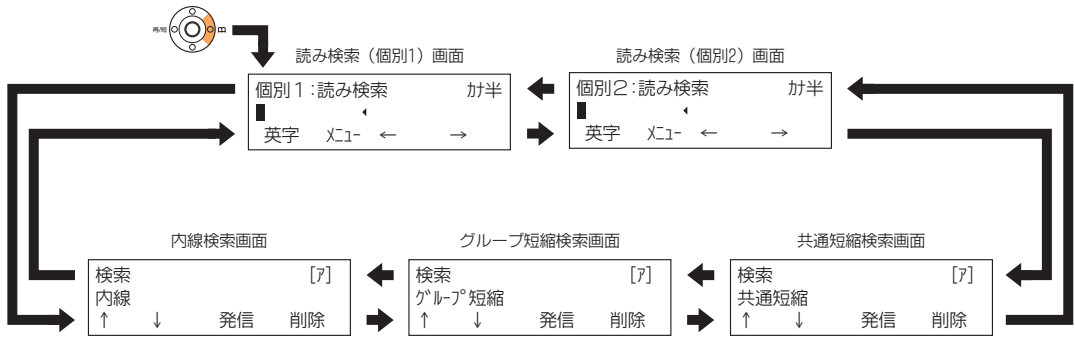 再/短
読み検索（個別1）画面
個別1:読み検索 ｶﾅ半
英字 ﾒﾆｭｰ ← →
読み検索（個別2）画面
個別2:読み検索 ｶﾅ半
英字 ﾒﾆｭｰ ← →
内線検索画面
検索 [ｱ]
内線
↑ ↓ 発信 削除
グループ短縮検索画面
検索 [ｱ]
ｸﾞﾙｰﾌﾟ短縮
↑ ↓ 発信 削除
共通短縮検索画面
検索 [ｱ]
共通短縮
↑ ↓ 発信 削除